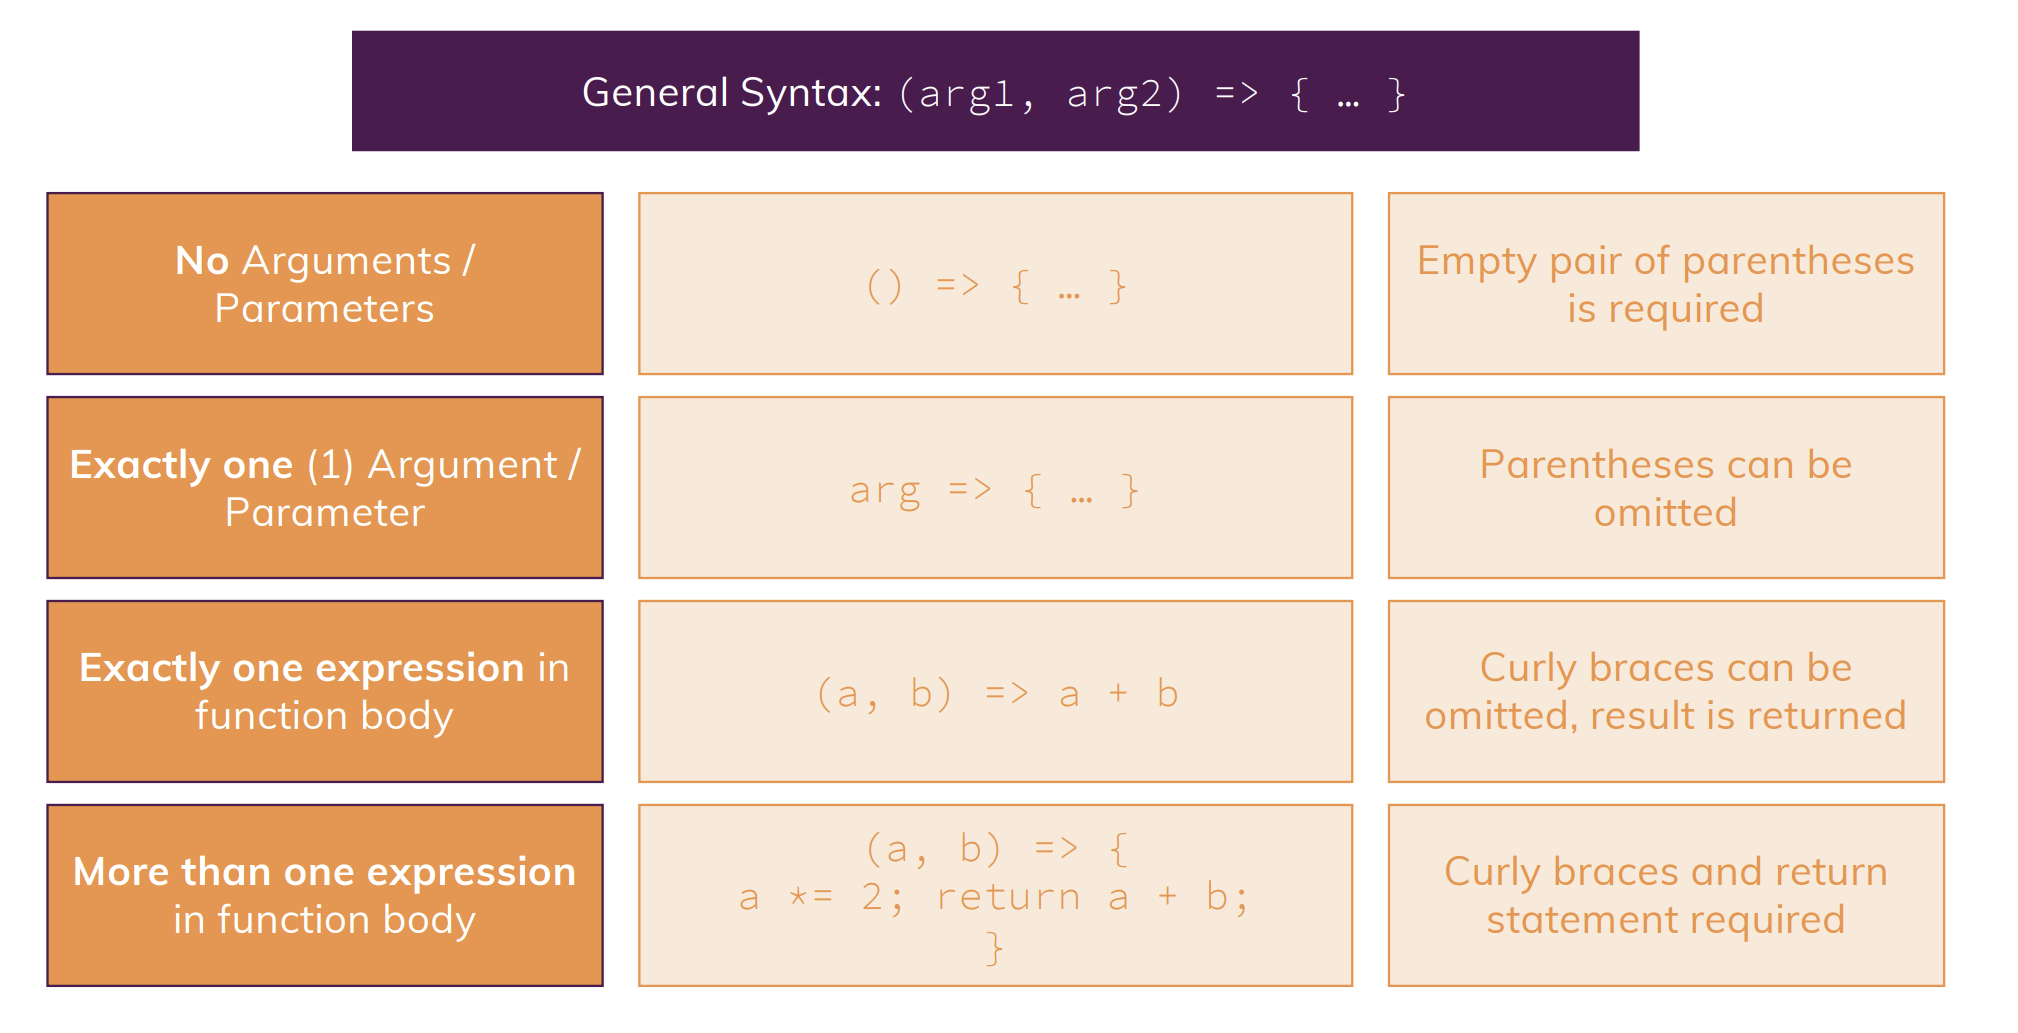 General Syntax: (arg1, arg2) => { … }
No Arguments /
Parameters
() => { … }
Empty pair of parentheses
is required
Exactly one (1) Argument /
Parameter
arg => { … }
Parentheses can be
omitted
Exactly one expression in
function body
(a, b) => a + b
Curly braces can be
omitted, result is returned
More than one expression
in function body
(a, b) => {
a *= 2; return a + b;
}
Curly braces and return
statement required